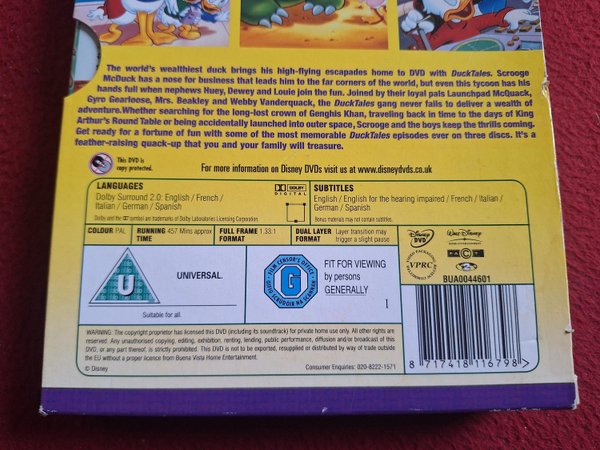 The world's wealthiest duck brings his high-flying escapades home to DVD with DuckTales. Scrooge
McDuck has a nose for business that leads him to the far corners of the world, but even this tycoon has his
hands full when nephews Huey, Dewey and Louie join the fun. Joined by their loyal pals Launchpad McQuack,
Gyro Gearloose, Mrs. Beakley and Webby Vanderquack, the DuckTales gang never fails to deliver a wealth of
adventure.Whether searching for the long-lost crown of Genghis Khan, traveling back in time to the days of King
Arthur's Round Table or being accidentally launched into outer space, Scrooge and the boys keep the thrills coming.
Get ready for a fortune of fun with some of the most memorable DuckTales episodes ever on three discs. It's a
feather-raising quack-up that you and your family will treasure.
This DVD is
copy protected.
For more information on Disney DVDs visit us at www.disneydvds.co.uk
LANGUAGES
Dolby Surround 2.0: English / French /
Italian / German / Spanish
Dolby and the DD symbol are trademarks of Dolby Laboratories Licensing Corporation
DOLBY
DIGITAL
SUBTITLES
English / English for the hearing impaired / French / Italian /
German / Spanish
Bonus materials may not contain subtitles.
COLOUR PAL
RUNNING TIME 457 Mins approx
FULL FRAME 1.33:1 FORMAT
DUAL LAYER FORMAT Layer transition may trigger a slight pause
Disney
DVD
WALT DISNEY
U
UNIVERSAL
Suitable for all.
FILM CENSOR'S OFFICE
G
FIT FOR VIEWING
by persons
GENERALLY
I
VPRC
FACT
BUA0044601
8 717418 116798 >
WARNING: The copyright proprietor has licensed this DVD (including its soundtrack) for private home use only. All other rights are
reserved. Any unauthorised copying, editing, exhibition, renting, lending, public performance, diffusion and/or broadcast of this
DVD, or any part thereof, is strictly prohibited. This DVD is not to be exported, resupplied or distributed by way of trade outside
the EU without a proper licence from Buena Vista Home Entertainment.
© Disney
Consumer Enquiries: 020-8222-1571